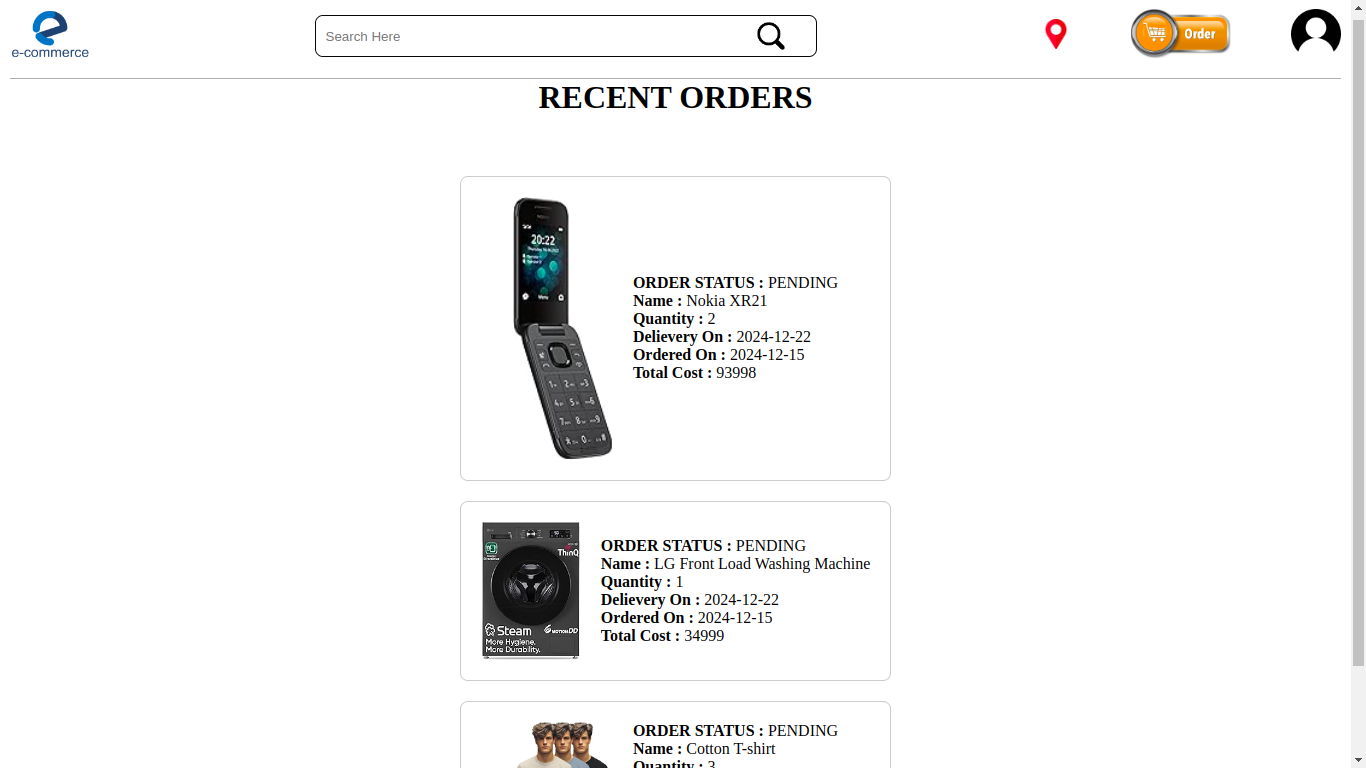 e-commerce
Search Here
Order
RECENT ORDERS
20:22
Menu
ORDER STATUS : PENDING
Name : Nokia XR21
Quantity : 2
Delievery On : 2024-12-22
Ordered On : 2024-12-15
Total Cost : 93998
ThinQ
Steam
More Hygiene.
More Durability.
ORDER STATUS : PENDING
Name : LG Front Load Washing Machine
Quantity : 1
Delievery On : 2024-12-22
Ordered On : 2024-12-15
Total Cost : 34999
ORDER STATUS : PENDING
Name : Cotton T-shirt
Quantity : 3